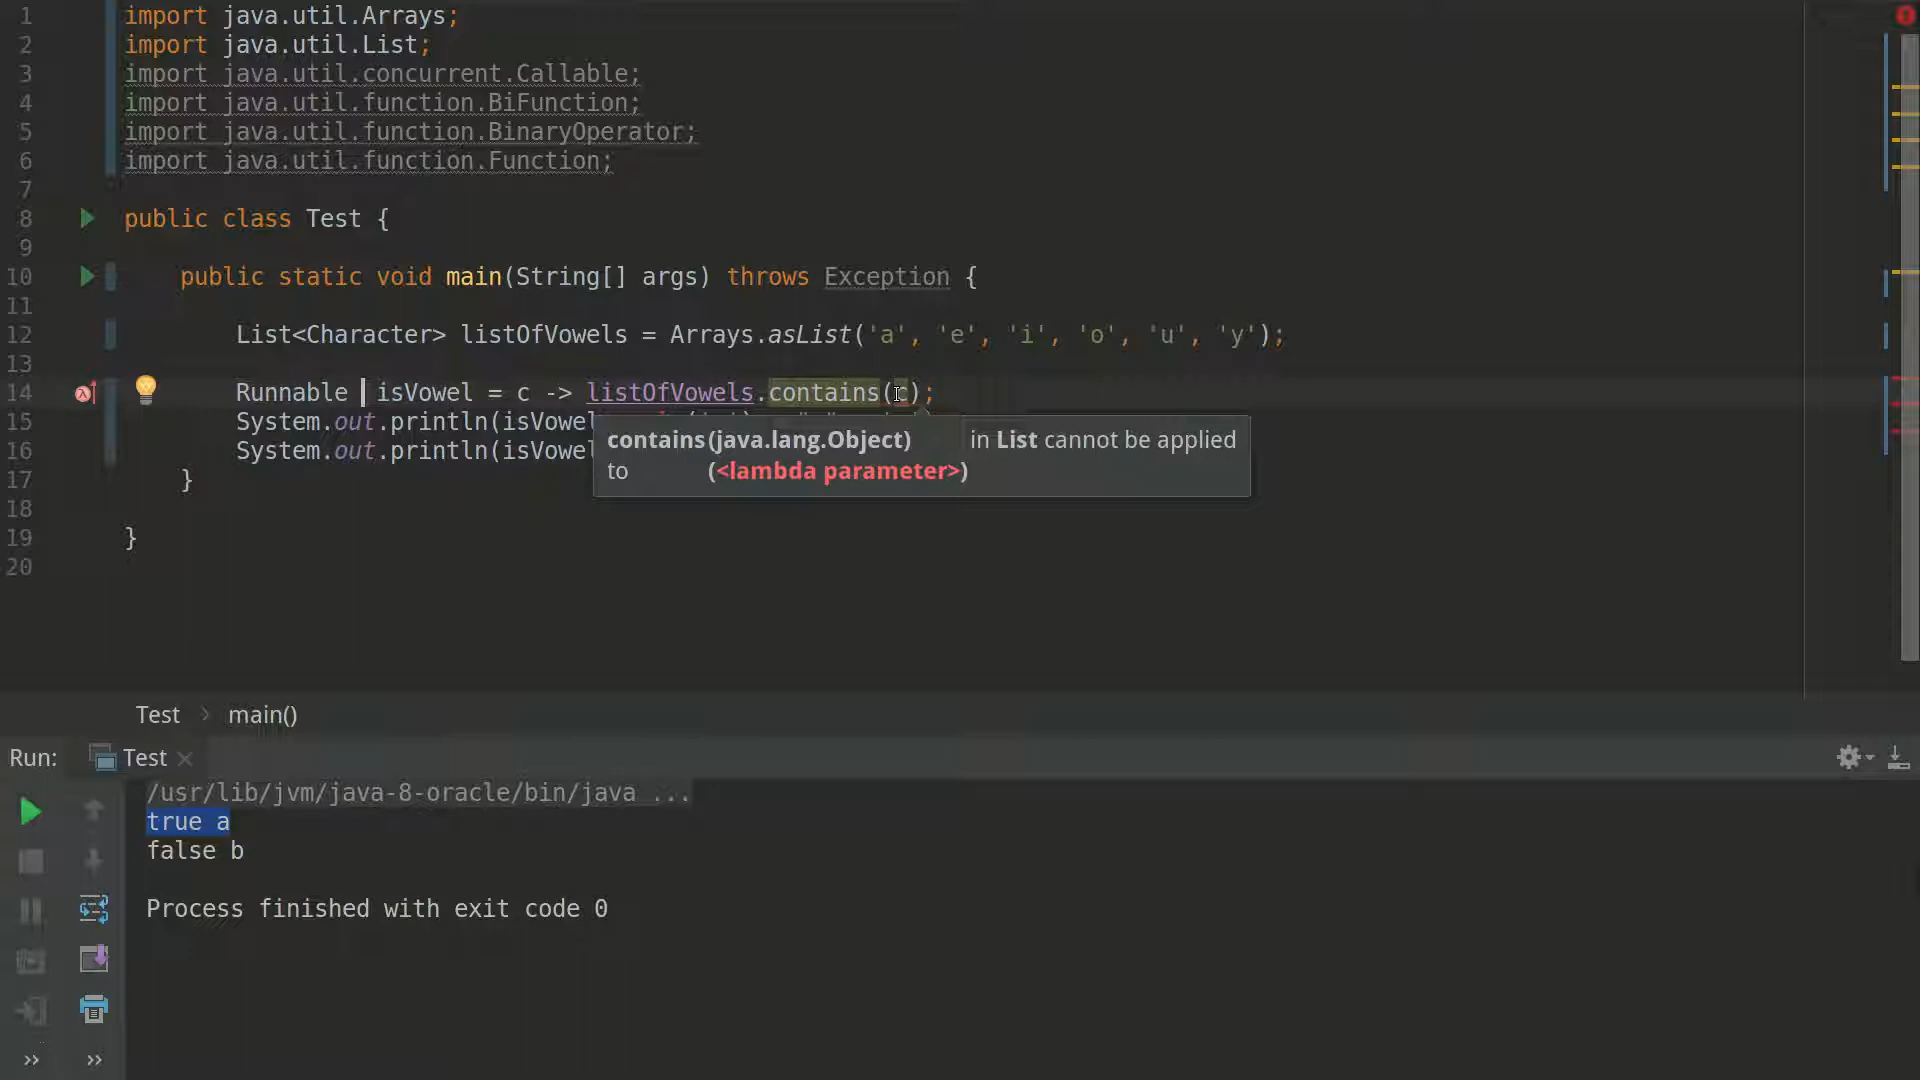 1 import java.util.Arrays;
2 import java.util.List;
3 import java.util.concurrent.Callable;
4 import java.util.function.BiFunction;
5 import java.util.function.BinaryOperator;
6 import java.util.function.Function;
7
8 public class Test {
9
10 public static void main(String[] args) throws Exception {
11
12 List<Character> listOfVowels = Arrays.asList('a', 'e', 'i', 'o', 'u', 'y');
13
14 Runnable isVowel = c -> listOfVowels.contains(c);
15 System.out.println(isVowel
16 System.out.println(isVowel
contains(java.lang.Object) in List cannot be applied
to (<lambda parameter>)
17 }
18
19 }
20
Test > main()
Run: Test
/usr/lib/jvm/java-8-oracle/bin/java ...
true a
false b
Process finished with exit code 0